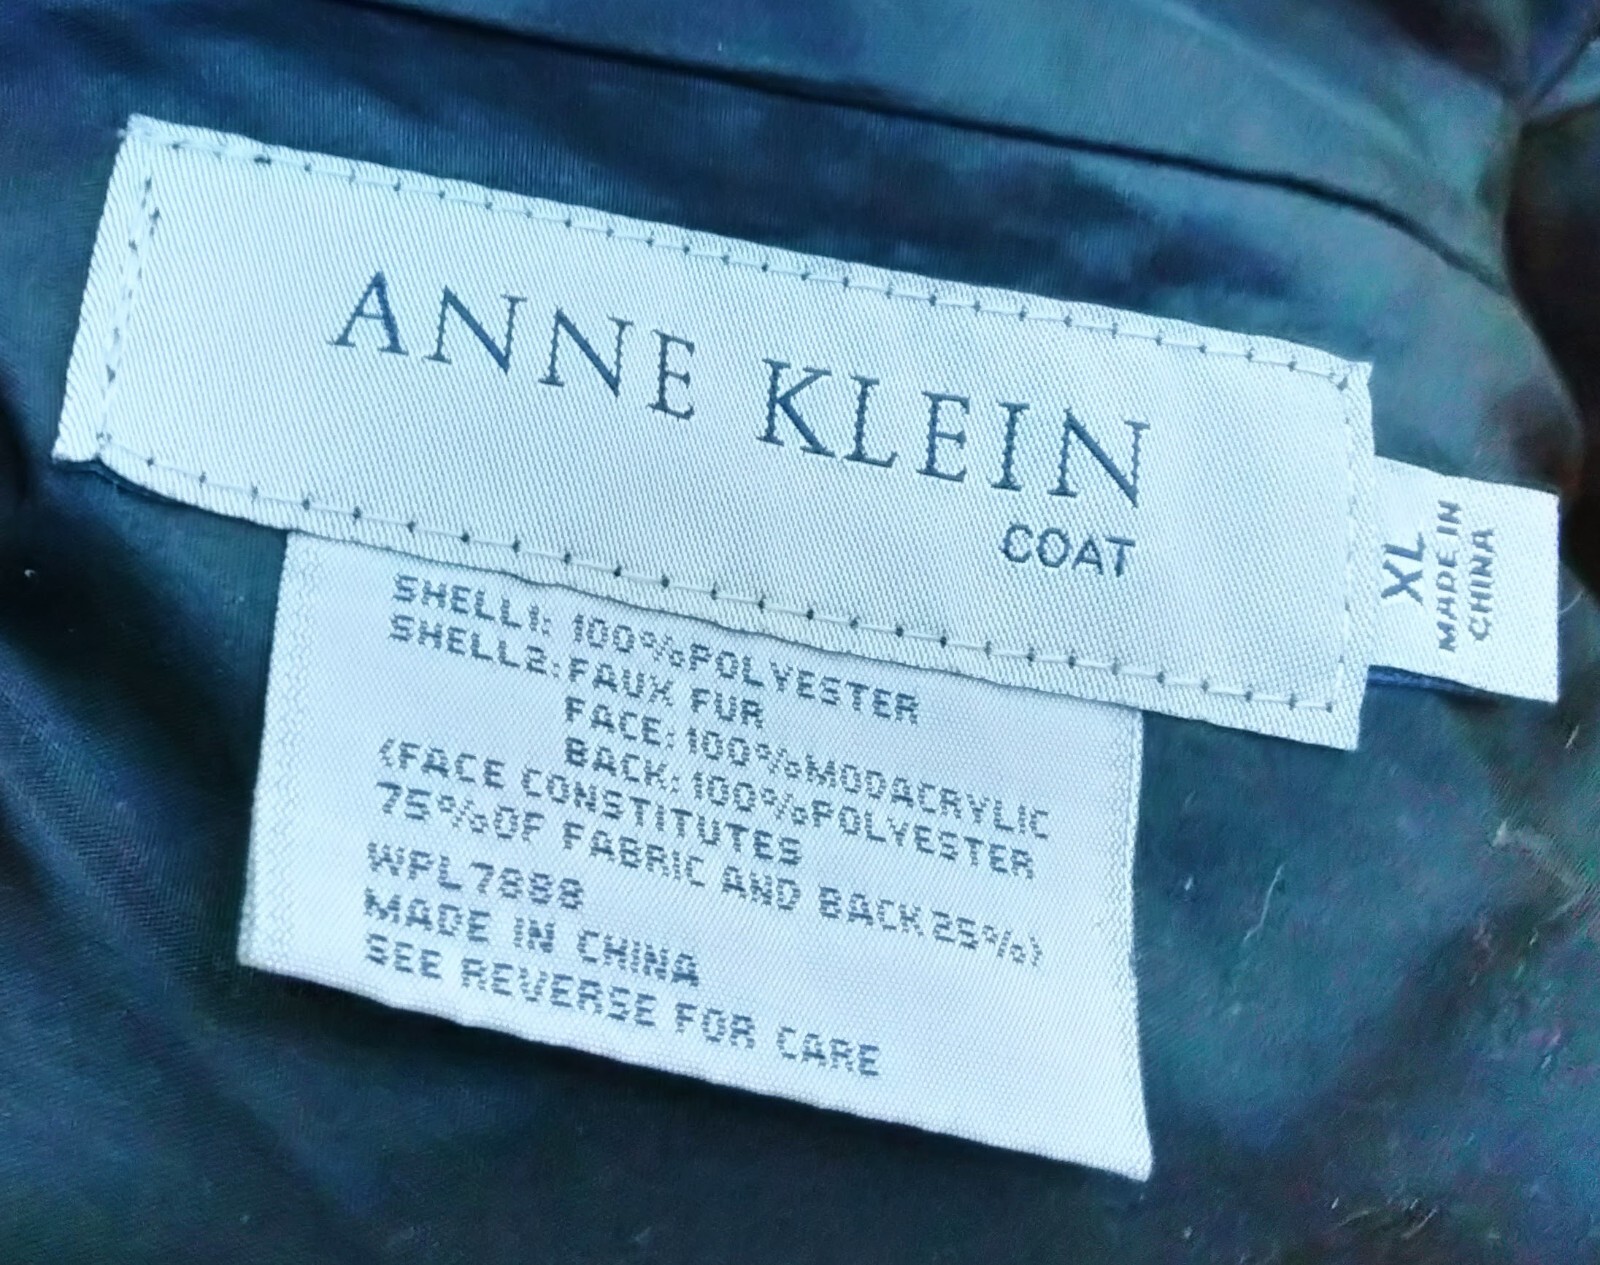 ANNE KLEIN
COAT
XL
MADE IN
CHINA
SHELL1: 100%POLYESTER
SHELL2: FAUX FUR
FACE: 100%MODACRYLIC
BACK: 100%POLYESTER
(FACE CONSTITUTES
75%OF FABRIC AND BACK 25%)
WPL7888
MADE IN CHINA
SEE REVERSE FOR CARE